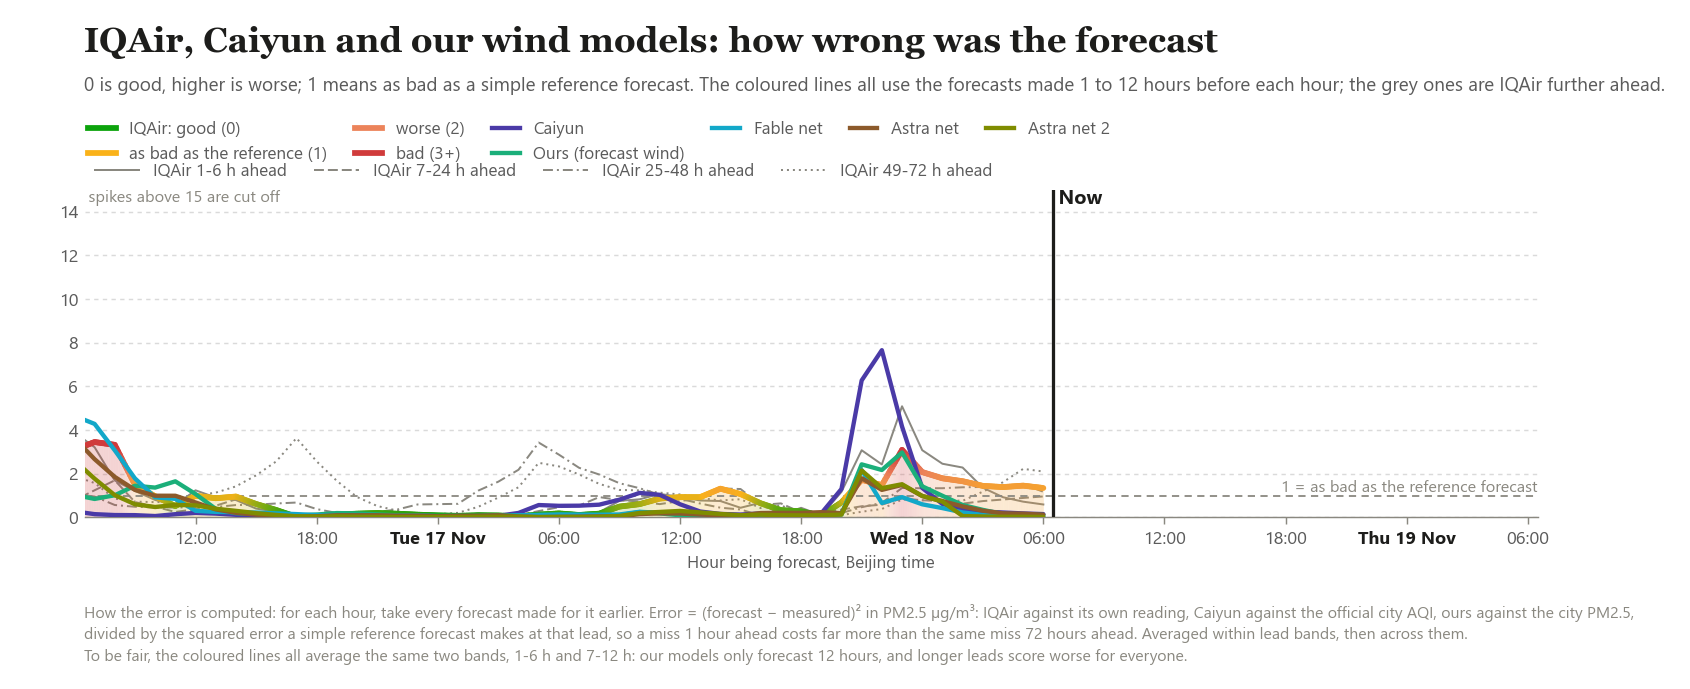 IQAir, Caiyun and our wind models: how wrong was the forecast
0 is good, higher is worse; 1 means as bad as a simple reference forecast. The coloured lines all use the forecasts made 1 to 12 hours before each hour; the grey ones are IQAir further ahead.
IQAir: good (0) worse (2) Caiyun Fable net Astra net Astra net 2
as bad as the reference (1) bad (3+) Ours (forecast wind)
IQAir 1-6 h ahead IQAir 7-24 h ahead IQAir 25-48 h ahead IQAir 49-72 h ahead
spikes above 15 are cut off
Now
14
12
10
8
6
4
2
1 = as bad as the reference forecast
0
12:00 18:00 Tue 17 Nov 06:00 12:00 18:00 Wed 18 Nov 06:00 12:00 18:00 Thu 19 Nov 06:00
Hour being forecast, Beijing time
How the error is computed: for each hour, take every forecast made for it earlier. Error = (forecast − measured)² in PM2.5 µg/m³: IQAir against its own reading, Caiyun against the official city AQI, ours against the city PM2.5,
divided by the squared error a simple reference forecast makes at that lead, so a miss 1 hour ahead costs far more than the same miss 72 hours ahead. Averaged within lead bands, then across them.
To be fair, the coloured lines all average the same two bands, 1-6 h and 7-12 h: our models only forecast 12 hours, and longer leads score worse for everyone.